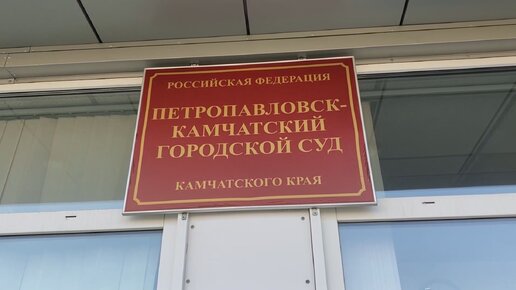 РОССИЙСКАЯ ФЕДЕРАЦИЯ
ПЕТРОПАВЛОВСК-
КАМЧАТСКИЙ
ГОРОДСКОЙ СУД
КАМЧАТСКОГО КРАЯ